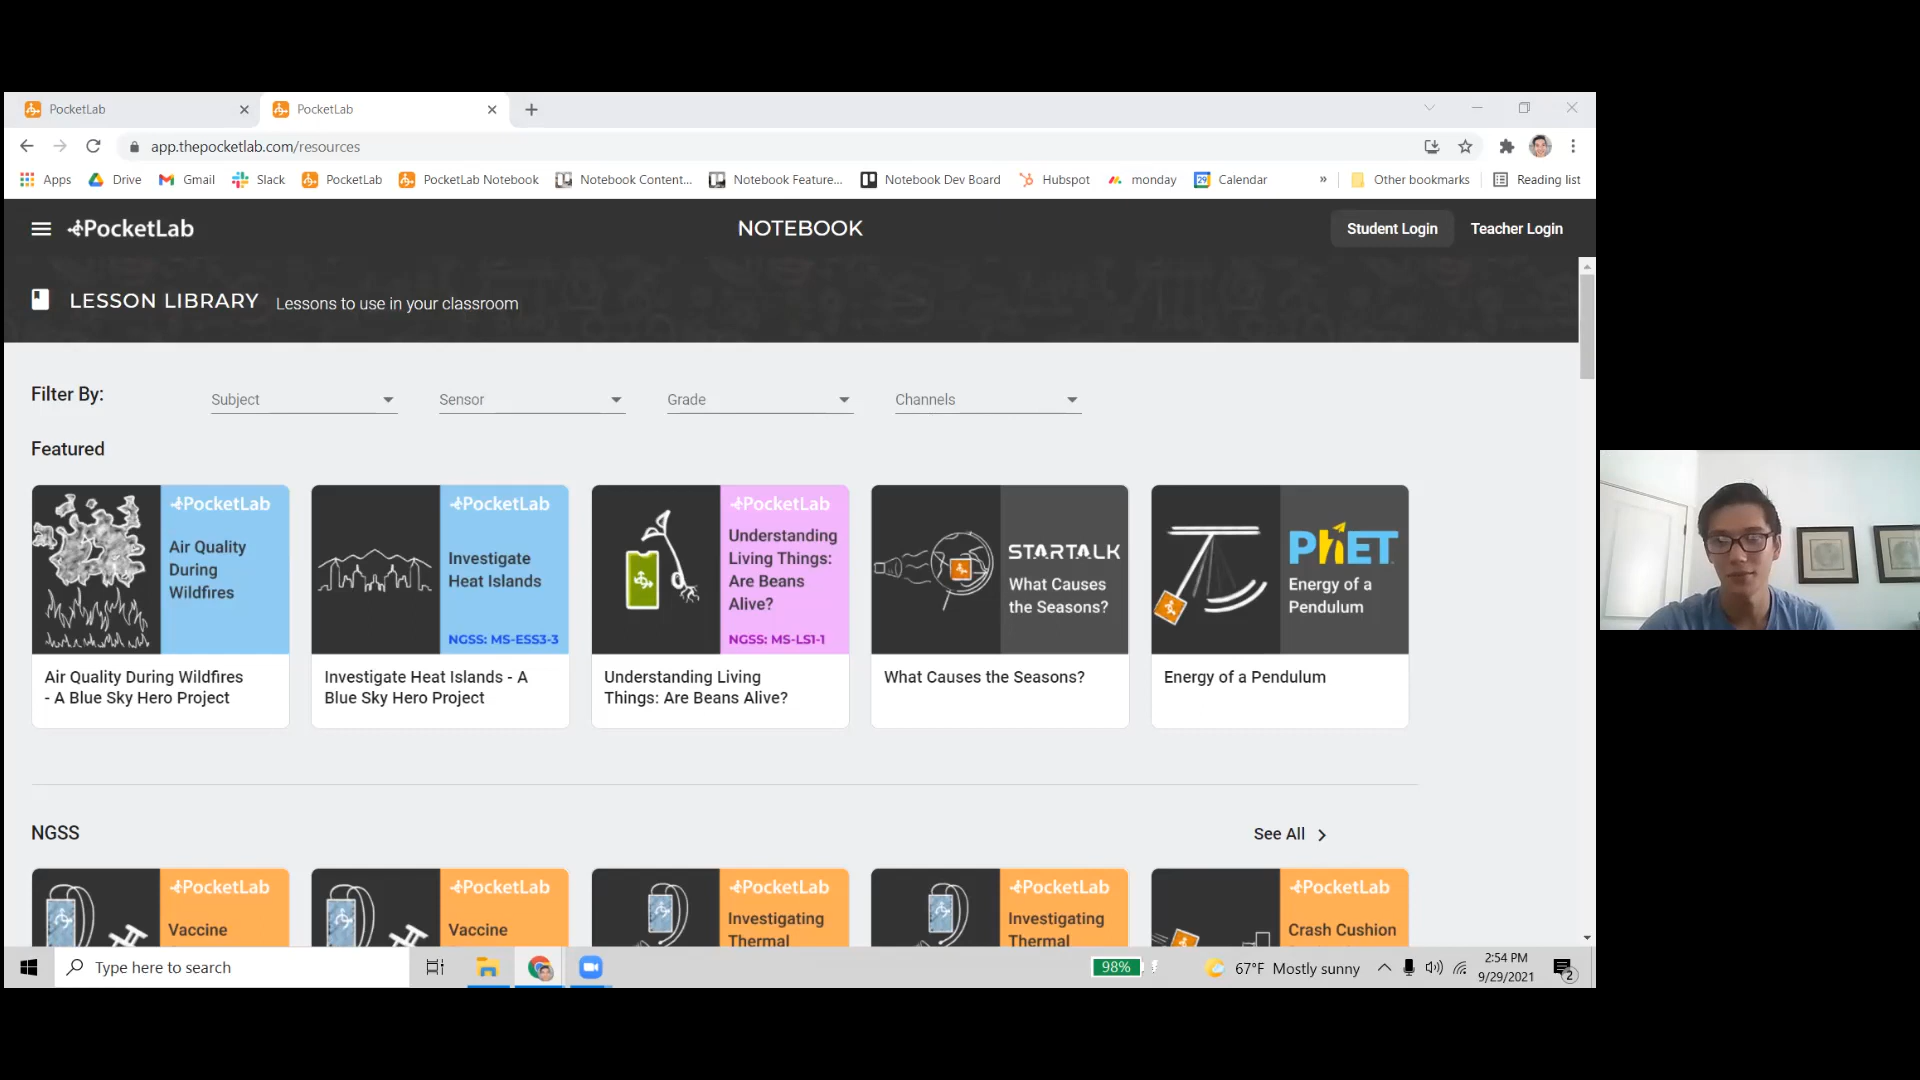 PocketLab
PocketLab
app.thepocketlab.com/resources
Apps Drive Gmail Slack PocketLab PocketLab Notebook Notebook Content... Notebook Feature... Notebook Dev Board Hubspot monday Calendar » Other bookmarks Reading list
PocketLab
NOTEBOOK
Student Login
Teacher Login
LESSON LIBRARY Lessons to use in your classroom
Filter By:
Subject
Sensor
Grade
Channels
Featured
PocketLab
Air Quality
During
Wildfires
Air Quality During Wildfires
- A Blue Sky Hero Project
PocketLab
Investigate
Heat Islands
NGSS: MS-ESS3-3
Investigate Heat Islands - A
Blue Sky Hero Project
PocketLab
Understanding
Living Things:
Are Beans
Alive?
NGSS: MS-LS1-1
Understanding Living
Things: Are Beans Alive?
STARTALK
What Causes
the Seasons?
What Causes the Seasons?
PhET
Energy of a
Pendulum
Energy of a Pendulum
NGSS
See All
PocketLab
Vaccine
PocketLab
Vaccine
PocketLab
Investigating
Thermal
PocketLab
Investigating
Thermal
PocketLab
Crash Cushion
Type here to search
98%
67°F Mostly sunny
2:54 PM
9/29/2021
2